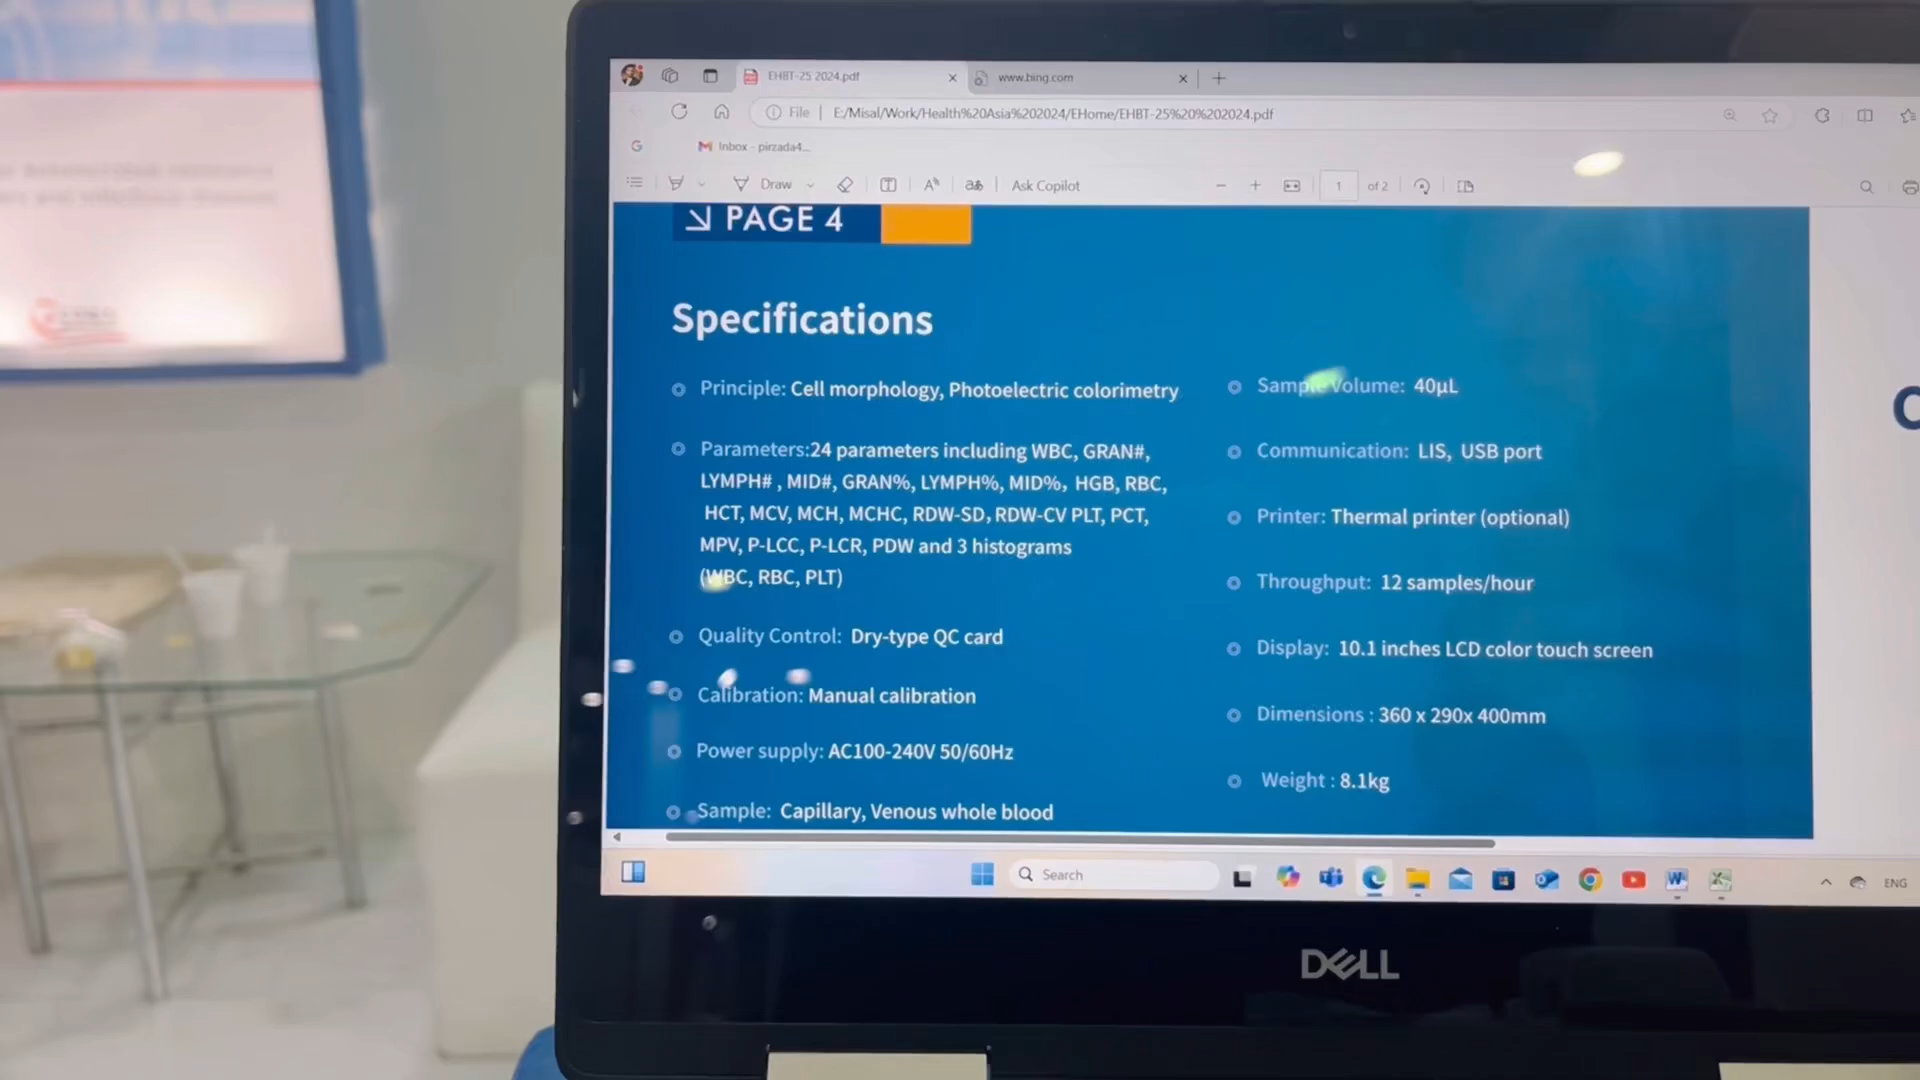 EHBT-25 2024.pdf
www.bing.com
File
E:/Misal/Work/Health%20Asia%202024/EHome/EHBT-25%20%202024.pdf
G
Inbox - pirzada4...
Draw
Ask Copilot
1
of 2
PAGE 4
Specifications
Principle: Cell morphology, Photoelectric colorimetry
Parameters:24 parameters including WBC, GRAN#,
LYMPH# , MID#, GRAN%, LYMPH%, MID%, HGB, RBC,
HCT, MCV, MCH, MCHC, RDW-SD, RDW-CV PLT, PCT,
MPV, P-LCC, P-LCR, PDW and 3 histograms
(WBC, RBC, PLT)
Quality Control: Dry-type QC card
Calibration: Manual calibration
Power supply: AC100-240V 50/60Hz
Sample: Capillary, Venous whole blood
Sample Volume: 40μL
Communication: LIS, USB port
Printer: Thermal printer (optional)
Throughput: 12 samples/hour
Display: 10.1 inches LCD color touch screen
Dimensions : 360 x 290x 400mm
Weight : 8.1kg
Search
ENG
DELL